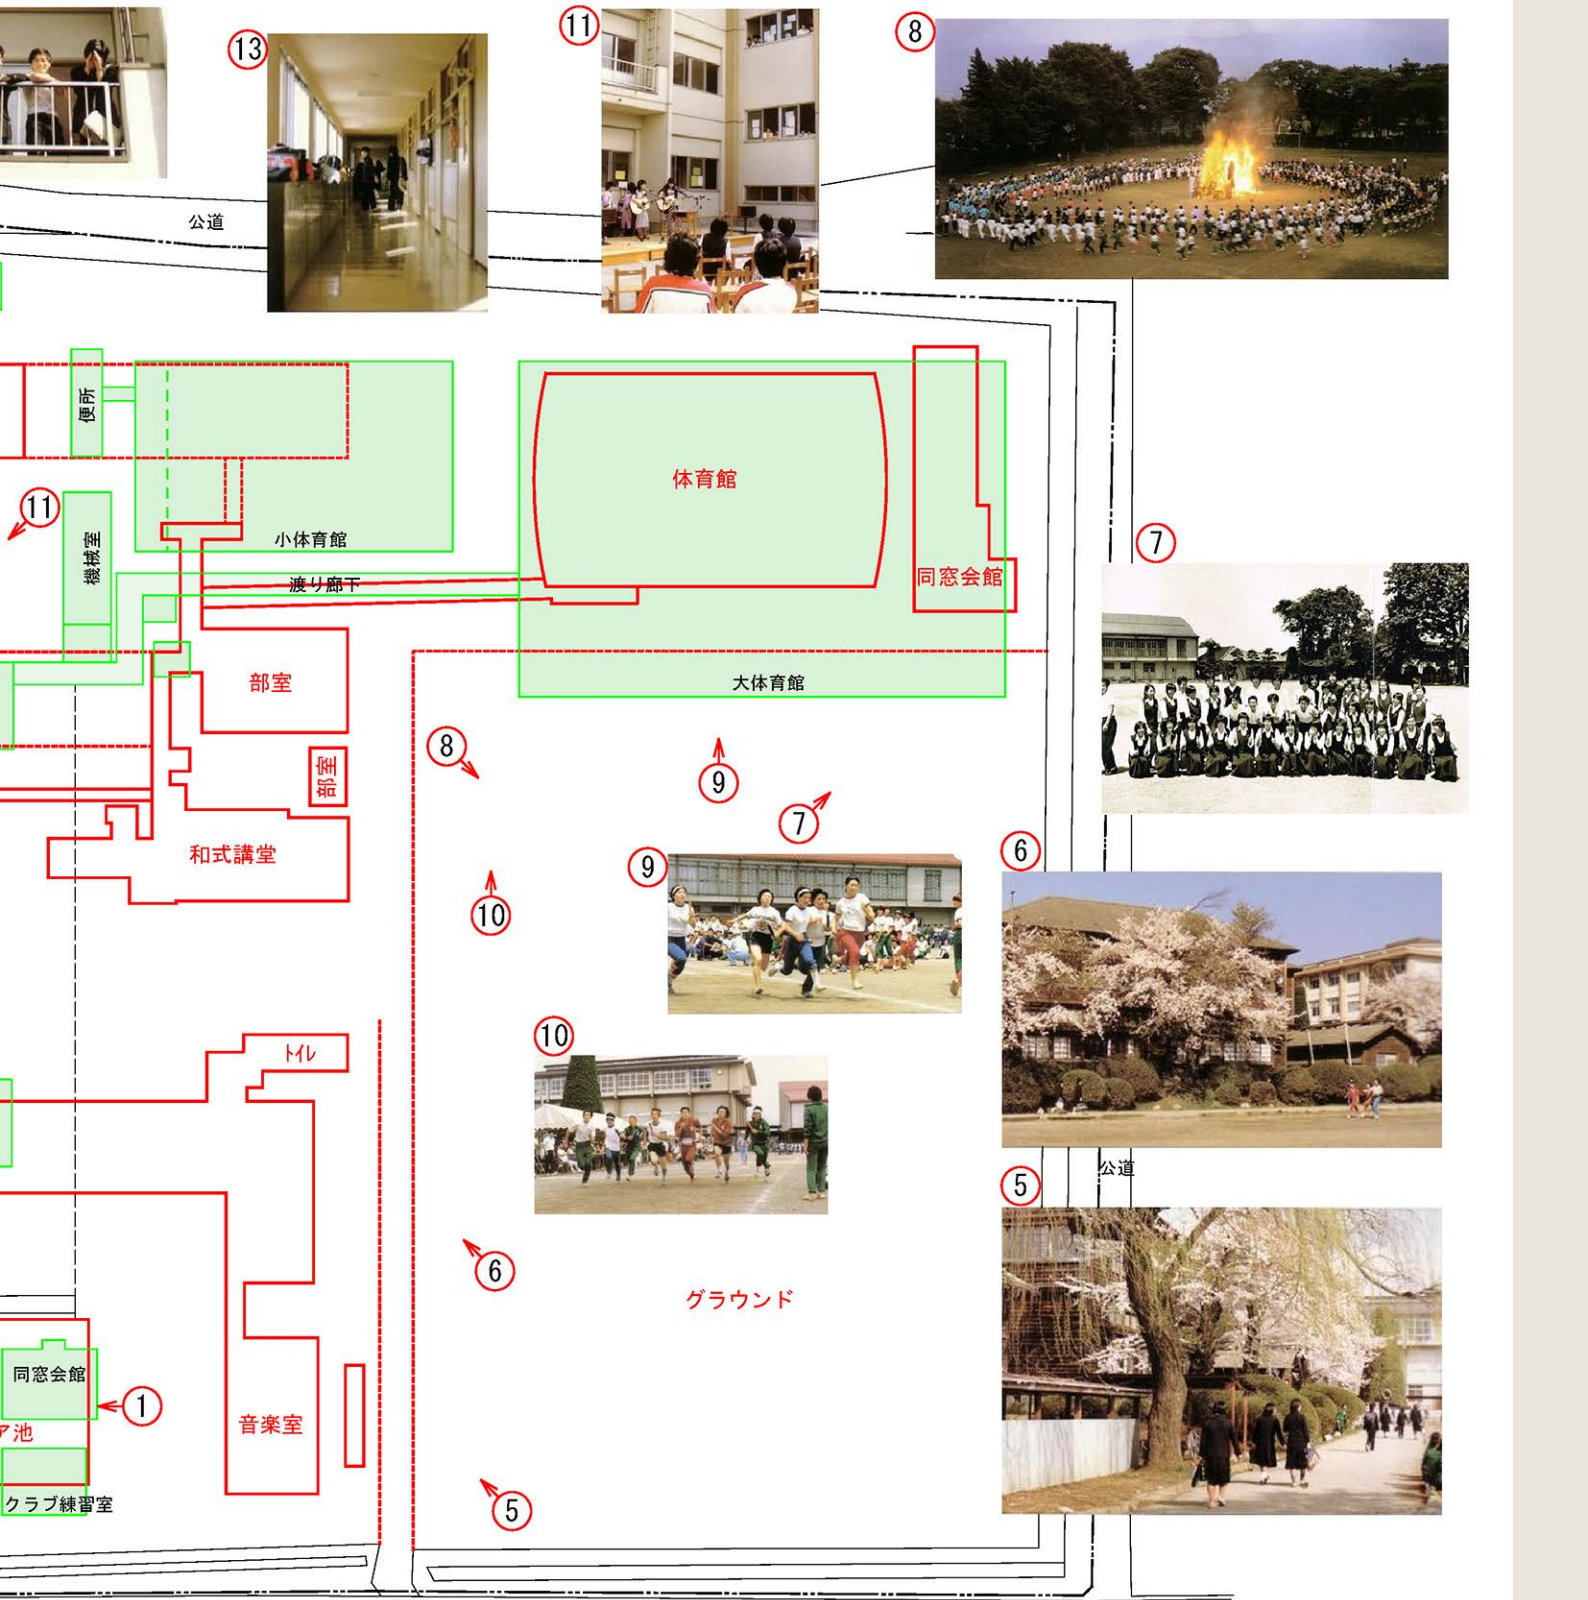 13
11
8
公道
便所
体育館
11
機械室
小体育館
7
渡り廊下
同窓会館
部室
大体育館
8
9
部室
7
和式講堂
9
6
10
10
トイレ
公道
5
6
グラウンド
同窓会館
1
ア池
音楽室
クラブ練習室
5